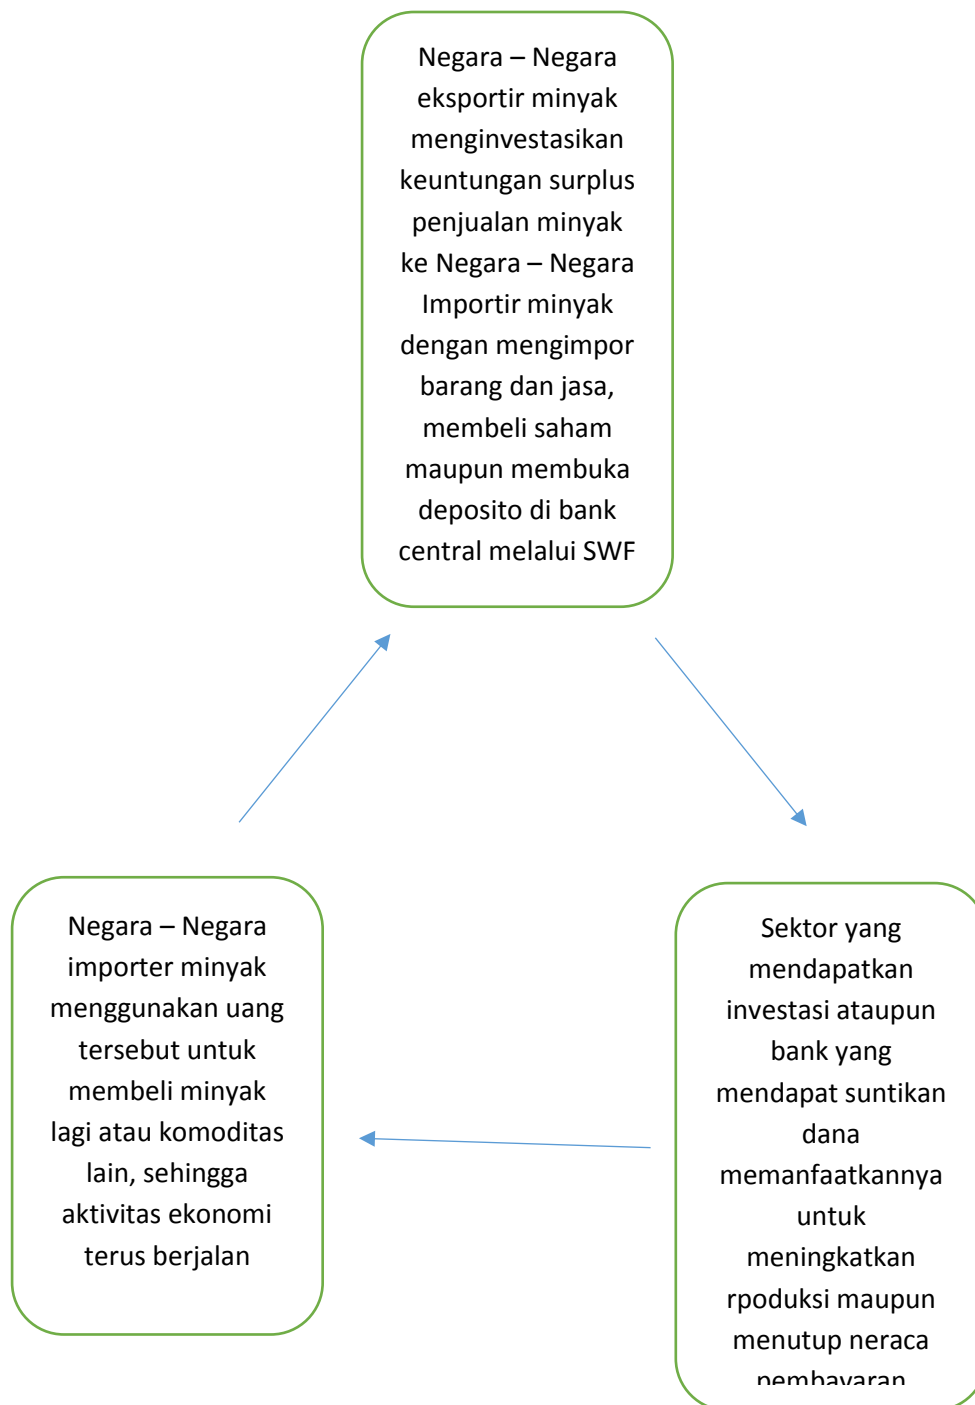 Negara – Negara
eksportir minyak
menginvestasikan
keuntungan surplus
penjualan minyak
ke Negara – Negara
Importir minyak
dengan mengimpor
barang dan jasa,
membeli saham
maupun membuka
deposito di bank
central melalui SWF
Negara – Negara
importer minyak
menggunakan uang
tersebut untuk
membeli minyak
lagi atau komoditas
lain, sehingga
aktivitas ekonomi
terus berjalan
Sektor yang
mendapatkan
investasi ataupun
bank yang
mendapat suntikan
dana
memanfaatkannya
untuk
meningkatkan
rpoduksi maupun
menutup neraca
pembayaran